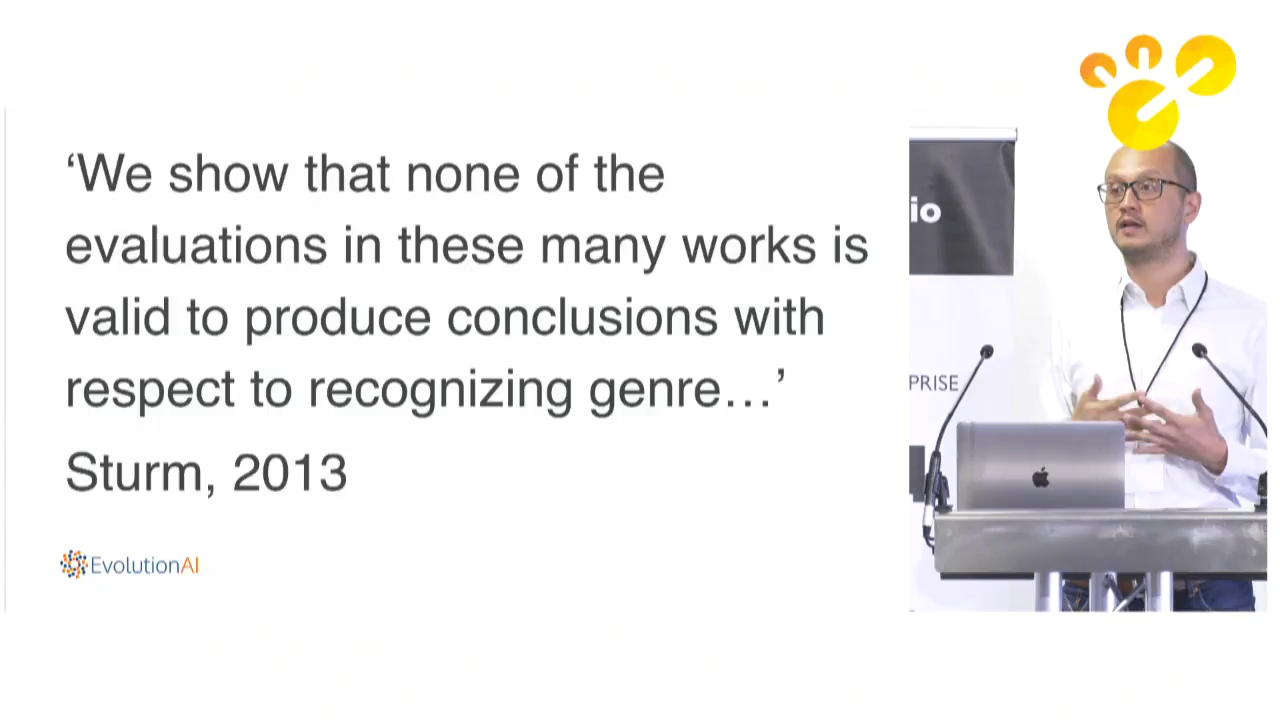 ‘We show that none of the
evaluations in these many works is
valid to produce conclusions with
respect to recognizing genre…’
Sturm, 2013
EvolutionAI
io
PRISE